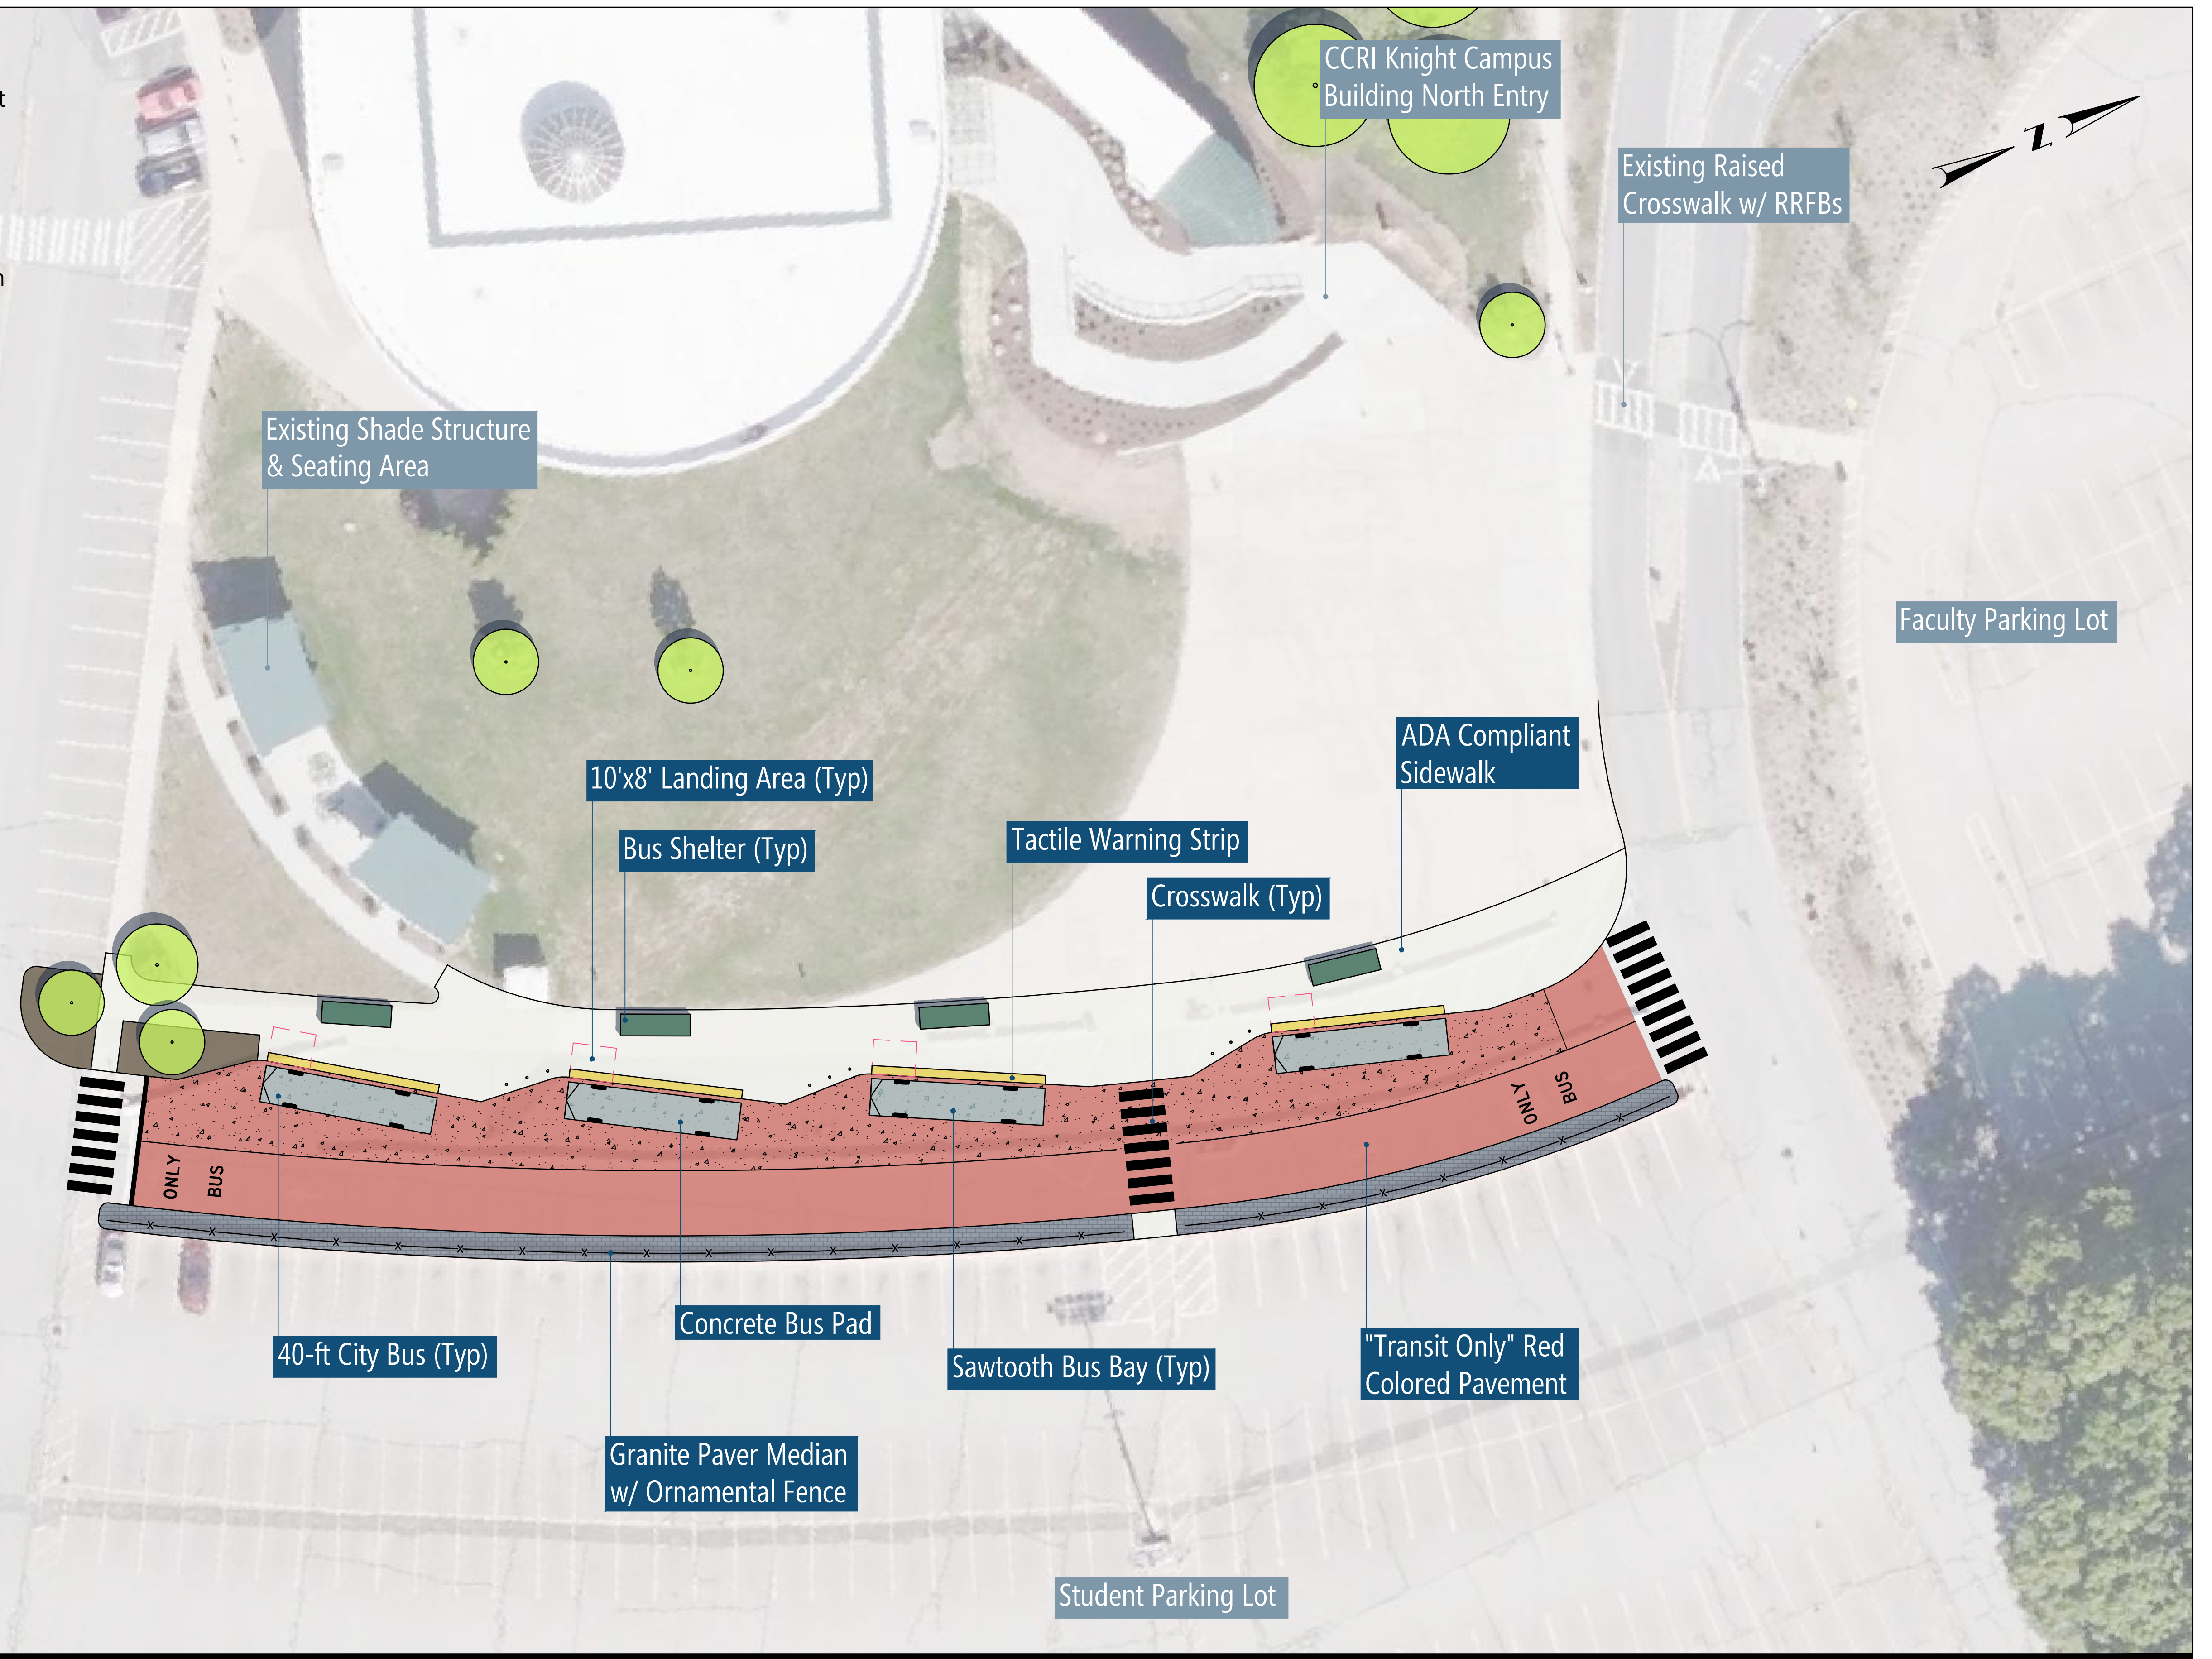 t
n
CCRI Knight Campus
Building North Entry
N
Existing Raised
Crosswalk w/ RRFBs
Existing Shade Structure
& Seating Area
Faculty Parking Lot
ADA Compliant
Sidewalk
10'x8' Landing Area (Typ)
Bus Shelter (Typ)
Tactile Warning Strip
Crosswalk (Typ)
ONLY
BUS
ONLY
BUS
40-ft City Bus (Typ)
Concrete Bus Pad
Sawtooth Bus Bay (Typ)
"Transit Only" Red
Colored Pavement
Granite Paver Median
w/ Ornamental Fence
Student Parking Lot